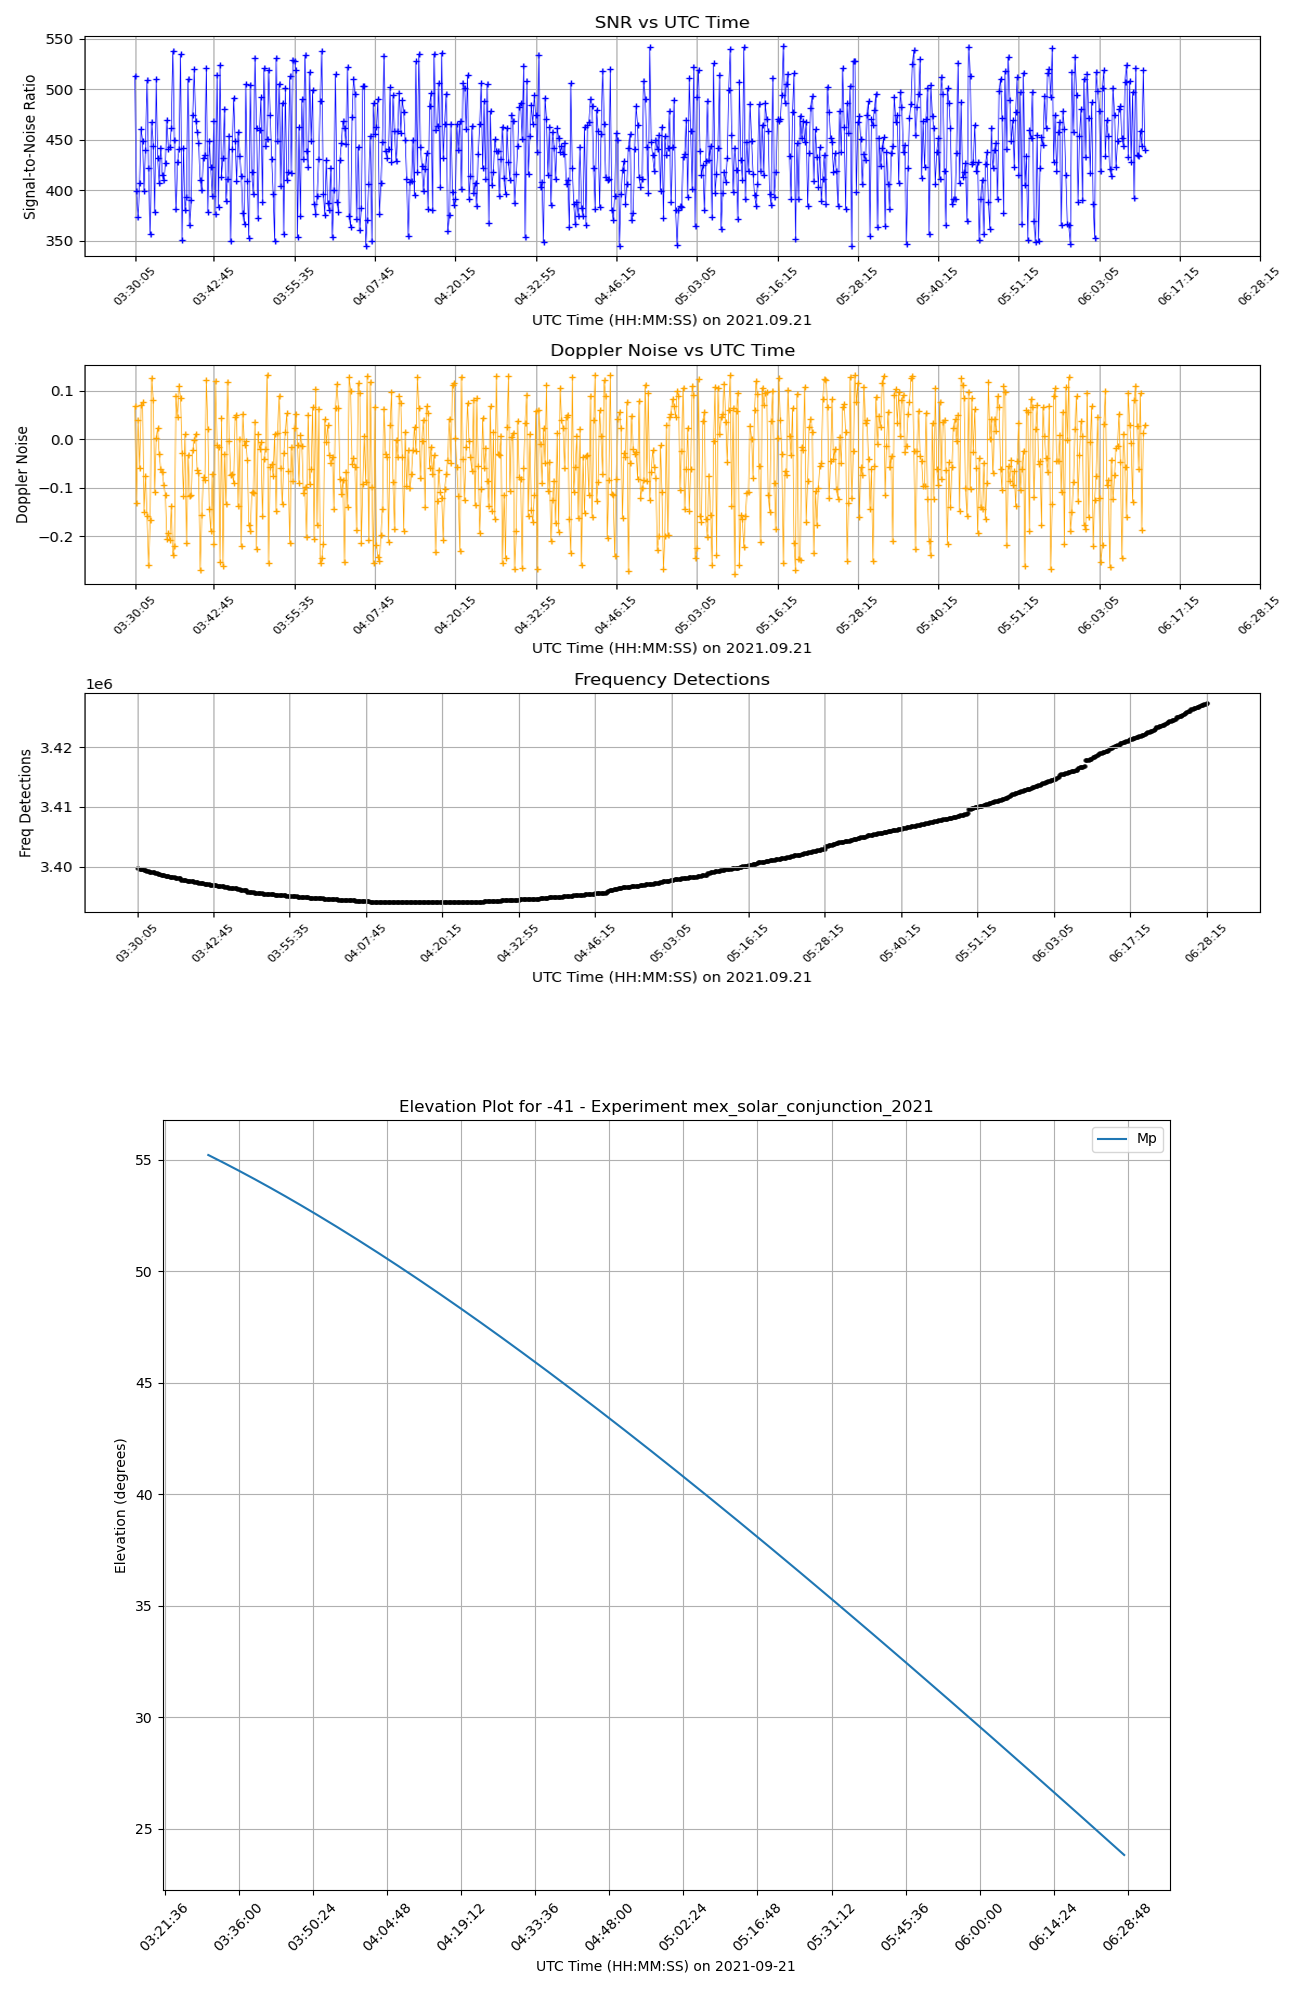 SNR vs UTC Time
Signal-to-Noise Ratio
550
500
450
400
350
03:30:05 03:42:45 03:55:35 04:07:45 04:20:15 04:32:55 04:46:15 05:03:05 05:16:15 05:28:15 05:40:15 05:51:15 06:03:05 06:17:15 06:28:15
UTC Time (HH:MM:SS) on 2021.09.21
Doppler Noise vs UTC Time
Doppler Noise
0.1
0.0
−0.1
−0.2
03:30:05 03:42:45 03:55:35 04:07:45 04:20:15 04:32:55 04:46:15 05:03:05 05:16:15 05:28:15 05:40:15 05:51:15 06:03:05 06:17:15 06:28:15
UTC Time (HH:MM:SS) on 2021.09.21
Frequency Detections
1e6
Freq Detections
3.42
3.41
3.40
03:30:05 03:42:45 03:55:35 04:07:45 04:20:15 04:32:55 04:46:15 05:03:05 05:16:15 05:28:15 05:40:15 05:51:15 06:03:05 06:17:15 06:28:15
UTC Time (HH:MM:SS) on 2021.09.21
Elevation Plot for -41 - Experiment mex_solar_conjunction_2021
Mp
Elevation (degrees)
55
50
45
40
35
30
25
03:21:36 03:36:00 03:50:24 04:04:48 04:19:12 04:33:36 04:48:00 05:02:24 05:16:48 05:31:12 05:45:36 06:00:00 06:14:24 06:28:48
UTC Time (HH:MM:SS) on 2021-09-21